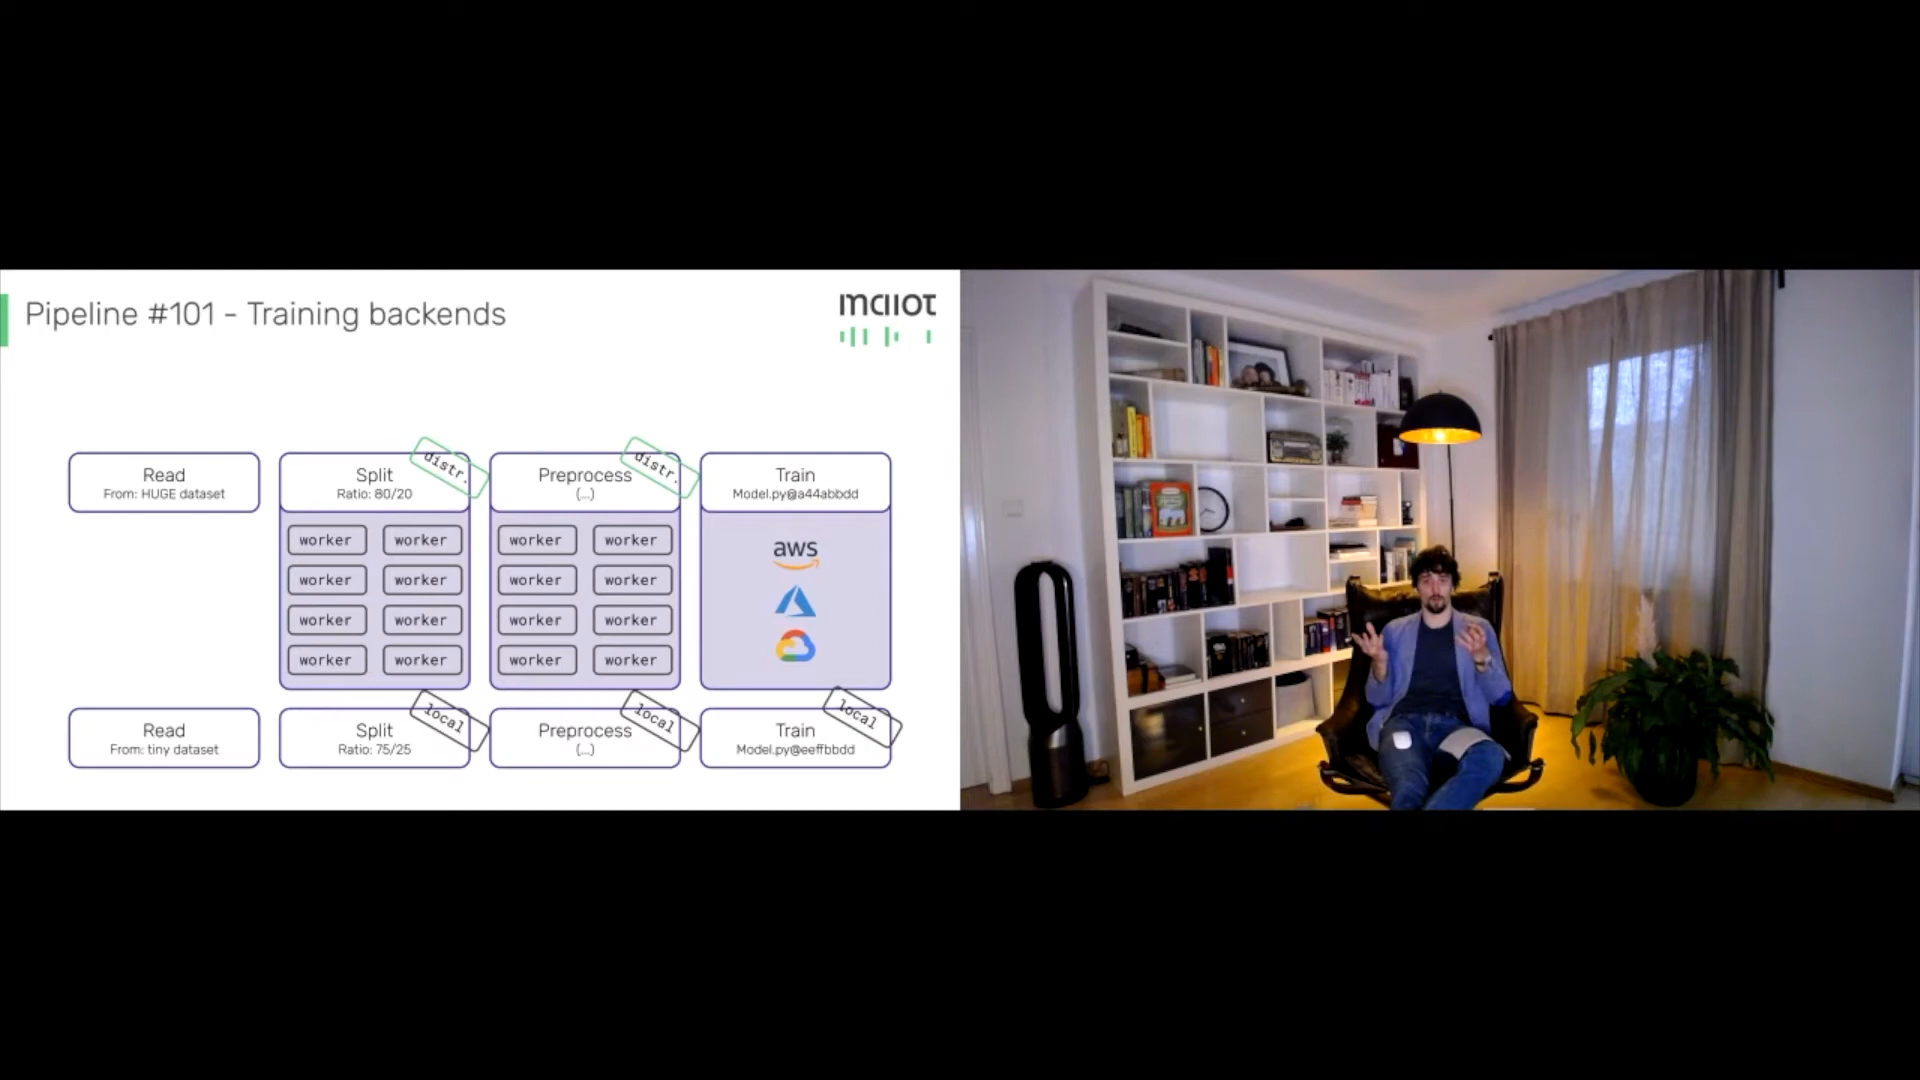 Pipeline #101 - Training backends
maiot
Read
From: HUGE dataset
Split
Ratio: 80/20
distr.
worker worker
worker worker
worker worker
worker worker
Preprocess
(...)
distr.
worker worker
worker worker
worker worker
worker worker
Train
Model.py@a44abbdd
aws
Read
From: tiny dataset
Split
Ratio: 75/25
local
Preprocess
(...)
local
Train
Model.py@eeffbbdd
local